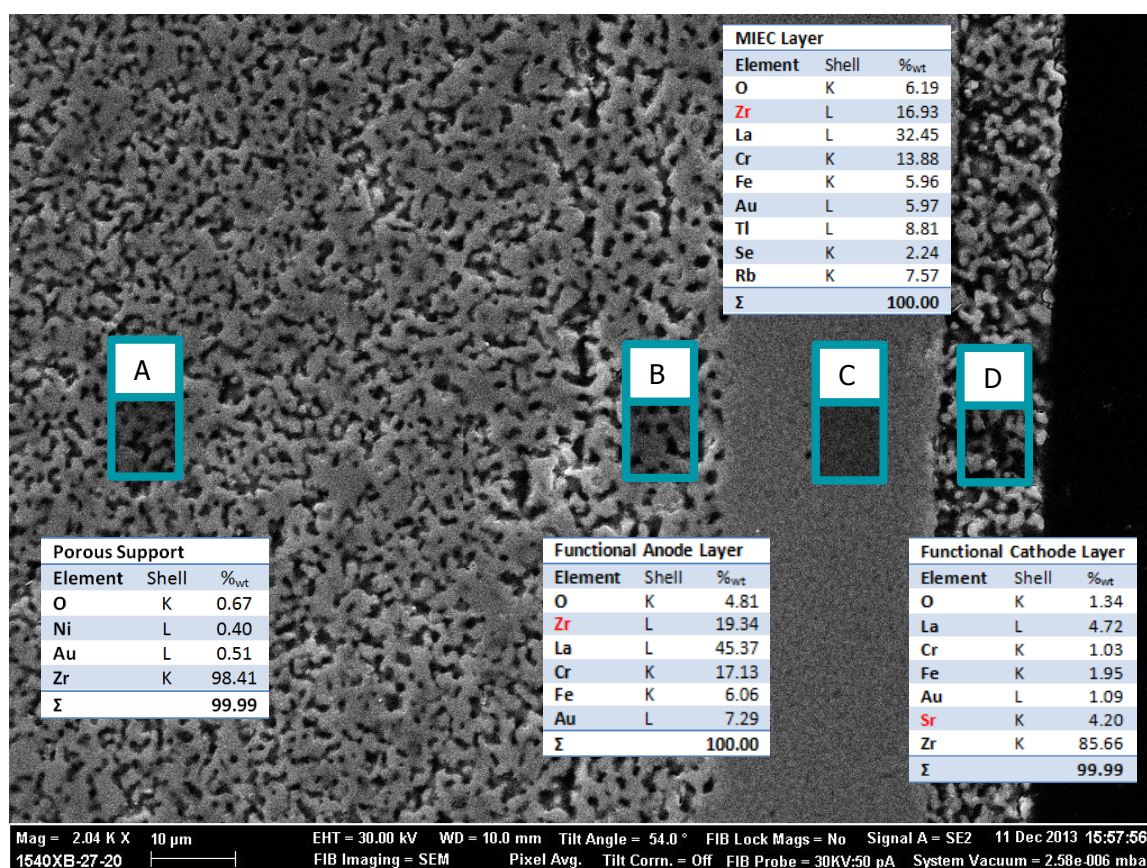 MIEC Layer
Element Shell %wt
O K 6.19
Zr L 16.93
La L 32.45
Cr K 13.88
Fe K 5.96
Au L 5.97
Tl L 8.81
Se K 2.24
Rb K 7.57
Σ 100.00
A
B
C
D
Porous Support
Element Shell %wt
O K 0.67
Ni L 0.40
Au L 0.51
Zr K 98.41
Σ 99.99
Functional Anode Layer
Element Shell %wt
O K 4.81
Zr L 19.34
La L 45.37
Cr K 17.13
Fe K 6.06
Au L 7.29
Σ 100.00
Functional Cathode Layer
Element Shell %wt
O K 1.34
La L 4.72
Cr K 1.03
Fe K 1.95
Au L 1.09
Sr K 4.20
Zr K 85.66
Σ 99.99
Mag = 2.04 K X 10 µm EHT = 30.00 kV WD = 10.0 mm Tilt Angle = 54.0 ° FIB Lock Mags = No Signal A = SE2 11 Dec 2013 15:57:56
1540XB-27-20 FIB Imaging = SEM Pixel Avg. Tilt Corrn. = Off FIB Probe = 30KV:50 pA System Vacuum = 2.58e-006 mba